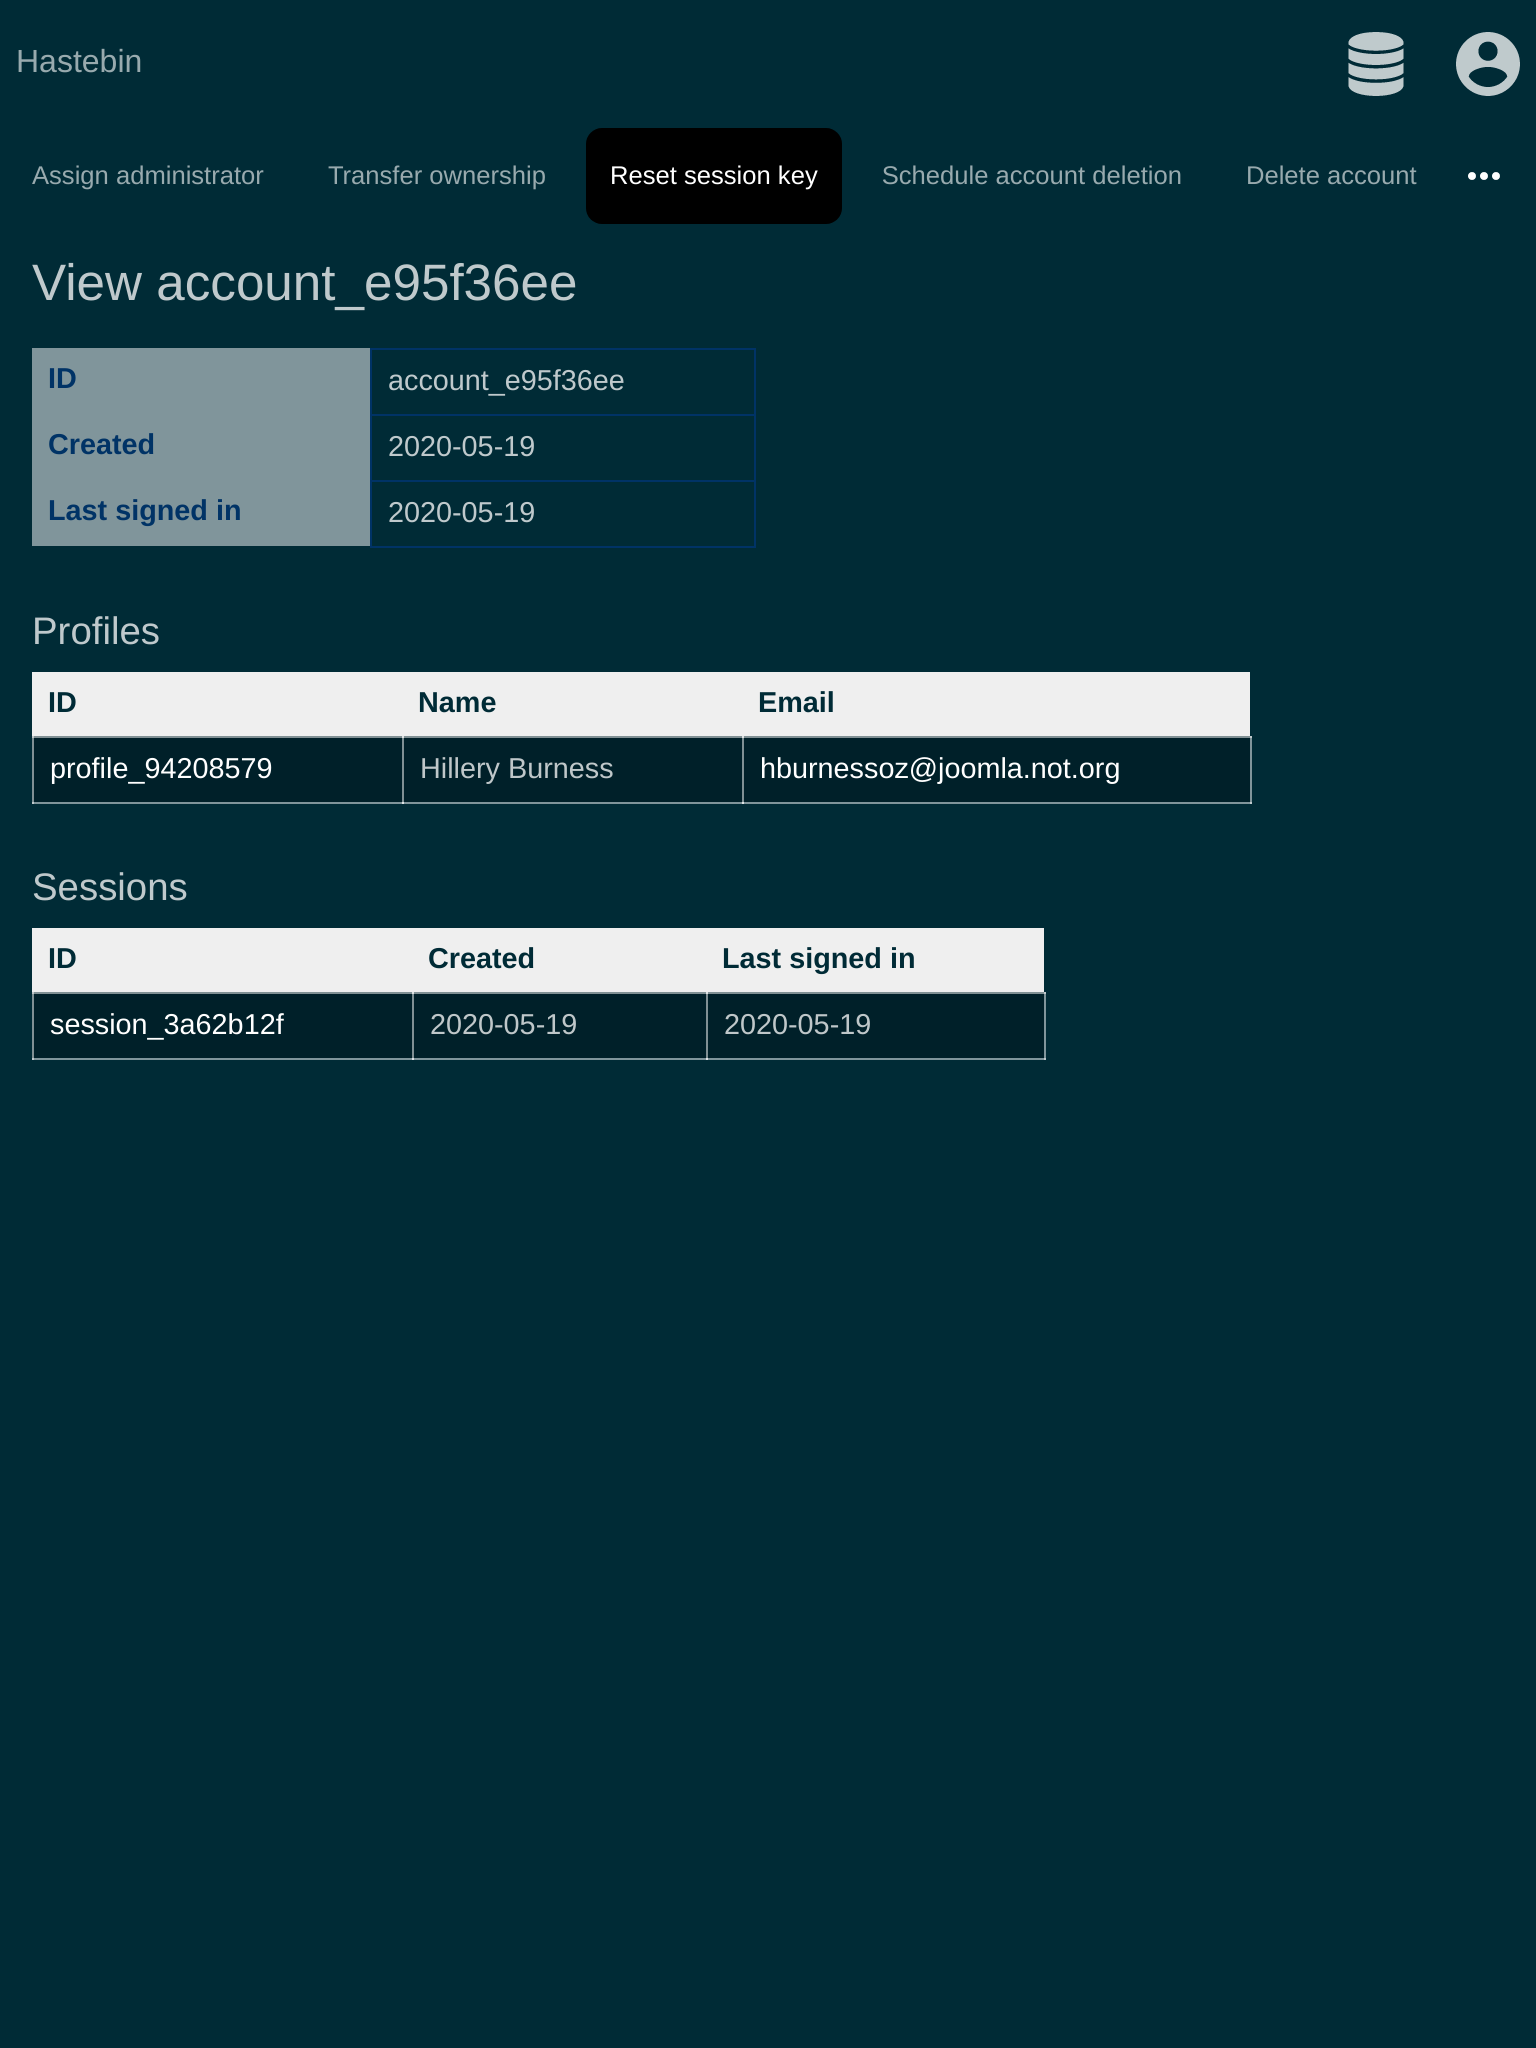 Hastebin
Assign administrator Transfer ownership Reset session key Schedule account deletion Delete account
View account_e95f36ee
ID account_e95f36ee
Created 2020-05-19
Last signed in 2020-05-19
Profiles
ID Name Email
profile_94208579 Hillery Burness hburnessoz@joomla.not.org
Sessions
ID Created Last signed in
session_3a62b12f 2020-05-19 2020-05-19